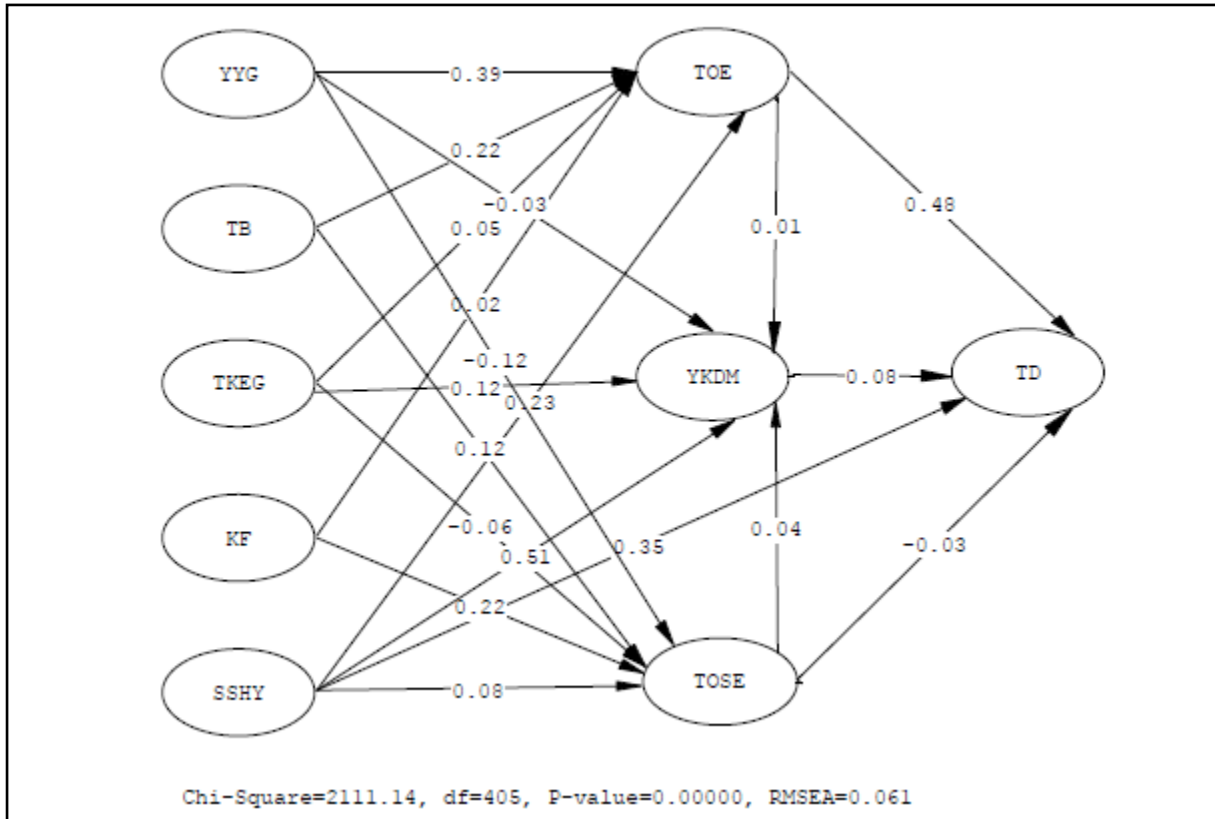 YYG
TOE
0.39
0.22
TB
-0.03
0.48
0.05
0.01
0.02
-0.12
TKEG
0.12
YKDM
0.08
TD
0.23
0.12
-0.06
0.04
KF
0.51
0.35
-0.03
0.22
SSHY
0.08
TOSE
Chi-Square=2111.14, df=405, P-value=0.00000, RMSEA=0.061